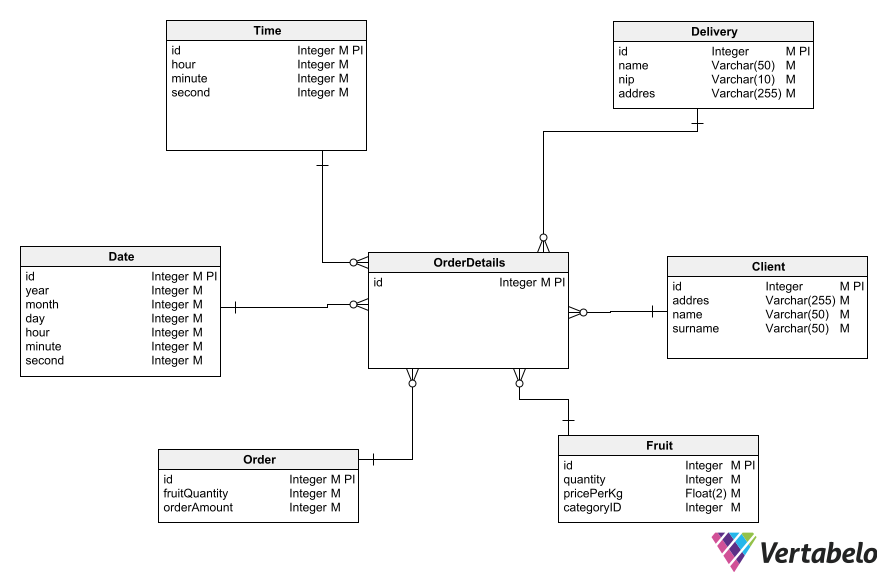 Time
id Integer M PI
hour Integer M
minute Integer M
second Integer M
Delivery
id Integer M PI
name Varchar(50) M
nip Varchar(10) M
addres Varchar(255) M
Date
id Integer M PI
year Integer M
month Integer M
day Integer M
hour Integer M
minute Integer M
second Integer M
OrderDetails
id Integer M PI
Client
id Integer M PI
addres Varchar(255) M
name Varchar(50) M
surname Varchar(50) M
Order
id Integer M PI
fruitQuantity Integer M
orderAmount Integer M
Fruit
id Integer M PI
quantity Integer M
pricePerKg Float(2) M
categoryID Integer M
Vertabelo